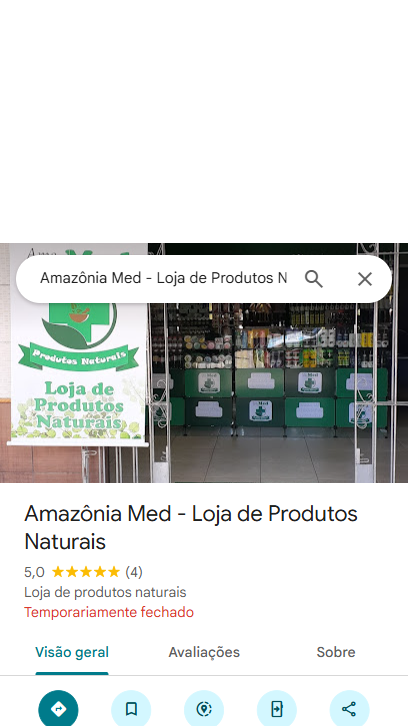 Amazônia Med - Loja de Produtos N
Produtos Naturais
Loja de
Produtos
Naturais
Amazônia Med - Loja de Produtos
Naturais
5,0 (4)
Loja de produtos naturais
Temporariamente fechado
Visão geral Avaliações Sobre